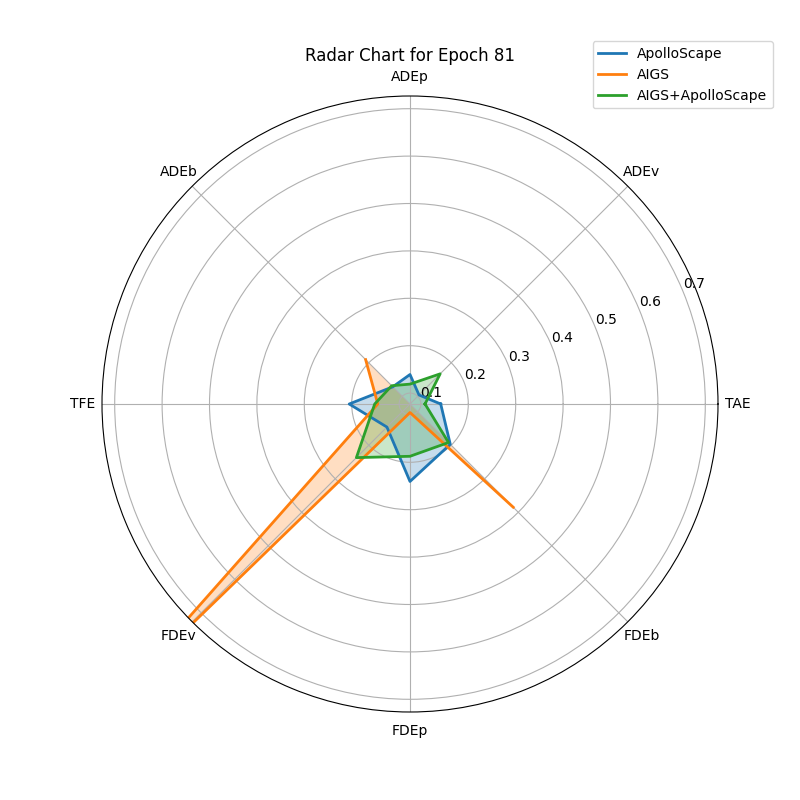 Radar Chart for Epoch 81
ApolloScape
AIGS
AIGS+ApolloScape
ADEp
ADEb
ADEv
0.7
0.6
0.5
0.4
0.3
0.2
0.1
TFE
TAE
FDEv
FDEb
FDEp